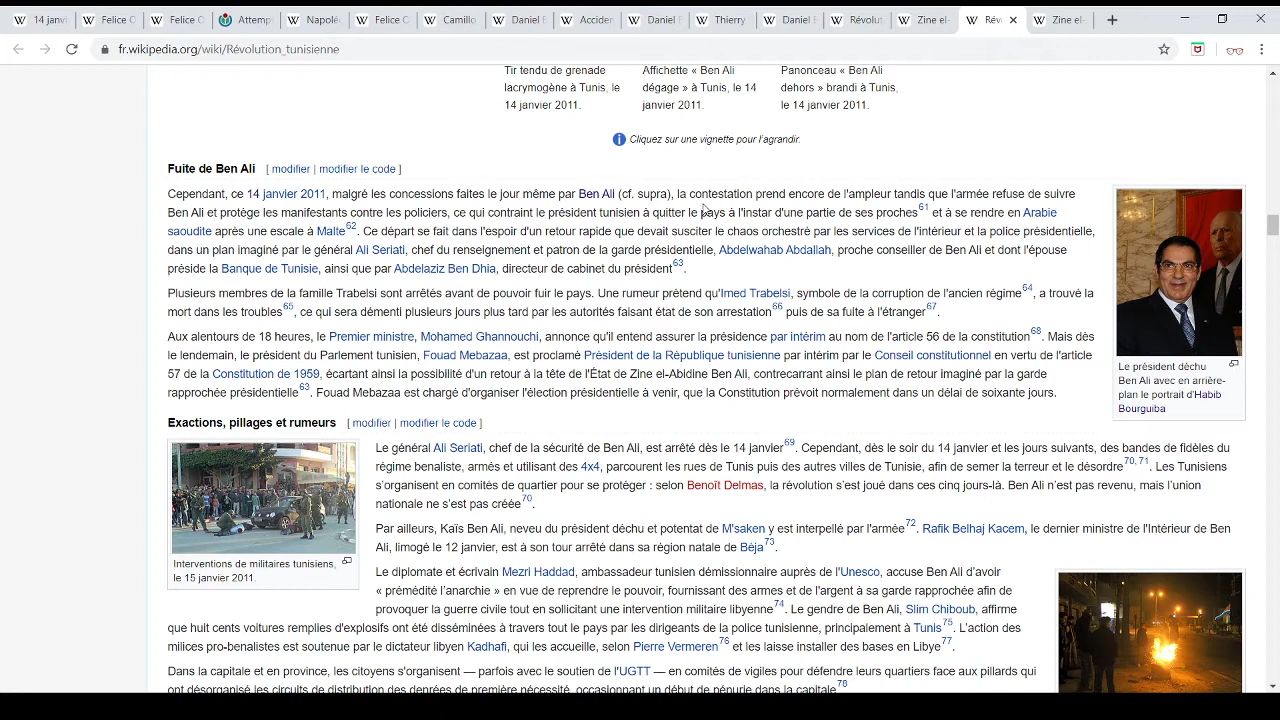 14 janvi
Felice O
Felice O
Attemp
Napolé
Felice O
Camillo
Daniel B
Acciden
Daniel B
Thierry
Daniel B
Révolut
Zine el-
Rév
Zine el-
fr.wikipedia.org/wiki/Révolution_tunisienne
Tir tendu de grenade
lacrymogène à Tunis, le
14 janvier 2011.
Affichette « Ben Ali
dégage » à Tunis, le 14
janvier 2011.
Panonceau « Ben Ali
dehors » brandi à Tunis,
le 14 janvier 2011.
Cliquez sur une vignette pour l'agrandir.
Fuite de Ben Ali [ modifier | modifier le code ]
Cependant, ce 14 janvier 2011, malgré les concessions faites le jour même par Ben Ali (cf. supra), la contestation prend encore de l'ampleur tandis que l'armée refuse de suivre
Ben Ali et protège les manifestants contre les policiers, ce qui contraint le président tunisien à quitter le pays à l'instar d'une partie de ses proches61 et à se rendre en Arabie
saoudite après une escale à Malte62. Ce départ se fait dans l'espoir d'un retour rapide que devait susciter le chaos orchestré par les services de l'intérieur et la police présidentielle,
dans un plan imaginé par le général Ali Seriati, chef du renseignement et patron de la garde présidentielle, Abdelwahab Abdallah, proche conseiller de Ben Ali et dont l'épouse
préside la Banque de Tunisie, ainsi que par Abdelaziz Ben Dhia, directeur de cabinet du président63.
Plusieurs membres de la famille Trabelsi sont arrêtés avant de pouvoir fuir le pays. Une rumeur prétend qu'Imed Trabelsi, symbole de la corruption de l'ancien régime64, a trouvé la
mort dans les troubles65, ce qui sera démenti plusieurs jours plus tard par les autorités faisant état de son arrestation66 puis de sa fuite à l'étranger67.
Aux alentours de 18 heures, le Premier ministre, Mohamed Ghannouchi, annonce qu'il entend assurer la présidence par intérim au nom de l'article 56 de la constitution68. Mais dès
le lendemain, le président du Parlement tunisien, Fouad Mebazaa, est proclamé Président de la République tunisienne par intérim par le Conseil constitutionnel en vertu de l'article
57 de la Constitution de 1959, écartant ainsi la possibilité d'un retour à la tête de l'État de Zine el-Abidine Ben Ali, contrecarrant ainsi le plan de retour imaginé par la garde
rapprochée présidentielle63. Fouad Mebazaa est chargé d'organiser l'élection présidentielle à venir, que la Constitution prévoit normalement dans un délai de soixante jours.
Le président déchu
Ben Ali avec en arrière-
plan le portrait d'Habib
Bourguiba
Exactions, pillages et rumeurs [ modifier | modifier le code ]
Interventions de militaires tunisiens,
le 15 janvier 2011.
Le général Ali Seriati, chef de la sécurité de Ben Ali, est arrêté dès le 14 janvier69. Cependant, dès le soir du 14 janvier et les jours suivants, des bandes de fidèles du
régime benaliste, armés et utilisant des 4x4, parcourent les rues de Tunis puis des autres villes de Tunisie, afin de semer la terreur et le désordre70, 71. Les Tunisiens
s'organisent en comités de quartier pour se protéger : selon Benoît Delmas, la révolution s'est joué dans ces cinq jours-là. Ben Ali n'est pas revenu, mais l'union
nationale ne s'est pas créée70.
Par ailleurs, Kaïs Ben Ali, neveu du président déchu et potentat de M'saken y est interpellé par l'armée72. Rafik Belhaj Kacem, le dernier ministre de l'Intérieur de Ben
Ali, limogé le 12 janvier, est à son tour arrêté dans sa région natale de Béja73.
Le diplomate et écrivain Mezri Haddad, ambassadeur tunisien démissionnaire auprès de l'Unesco, accuse Ben Ali d'avoir
« prémédité l'anarchie » en vue de reprendre le pouvoir, fournissant des armes et de l'argent à sa garde rapprochée afin de
provoquer la guerre civile tout en sollicitant une intervention militaire libyenne74. Le gendre de Ben Ali, Slim Chiboub, affirme
que huit cents voitures remplies d'explosifs ont été disséminées à travers tout le pays par les dirigeants de la police tunisienne, principalement à Tunis75. L'action des
milices pro-benalistes est soutenue par le dictateur libyen Kadhafi, qui les accueille, selon Pierre Vermeren76 et les laisse installer des bases en Libye77.
Dans la capitale et en province, les citoyens s'organisent — parfois avec le soutien de l'UGTT — en comités de vigiles pour défendre leurs quartiers face aux pillards qui
ont désorganisé les circuits de distribution des denrées de première nécessité, occasionnant un début de pénurie dans la capitale78